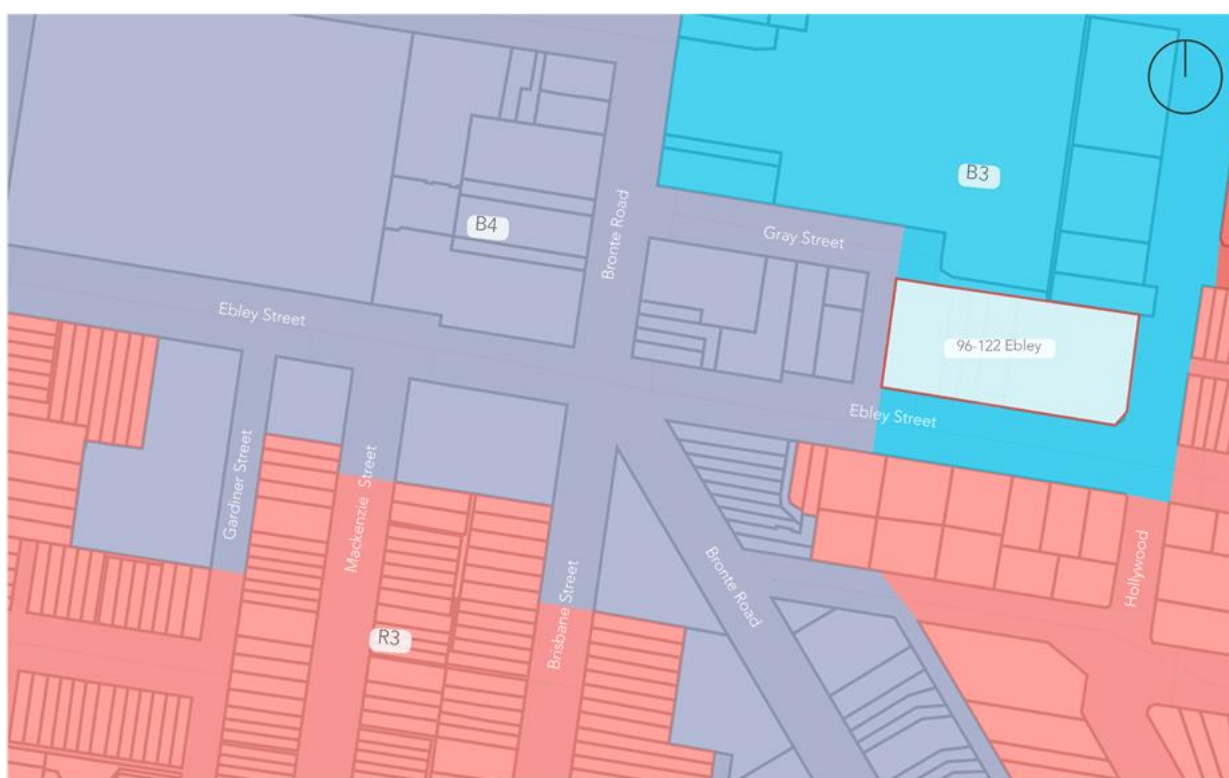 B3
Bronte Road
B4
Gray Street
Ebley Street
96-122 Ebley
Ebley Street
Gardiner Street
Mackenzie Street
Hollywood
Bronte Road
Brisbane Street
R3